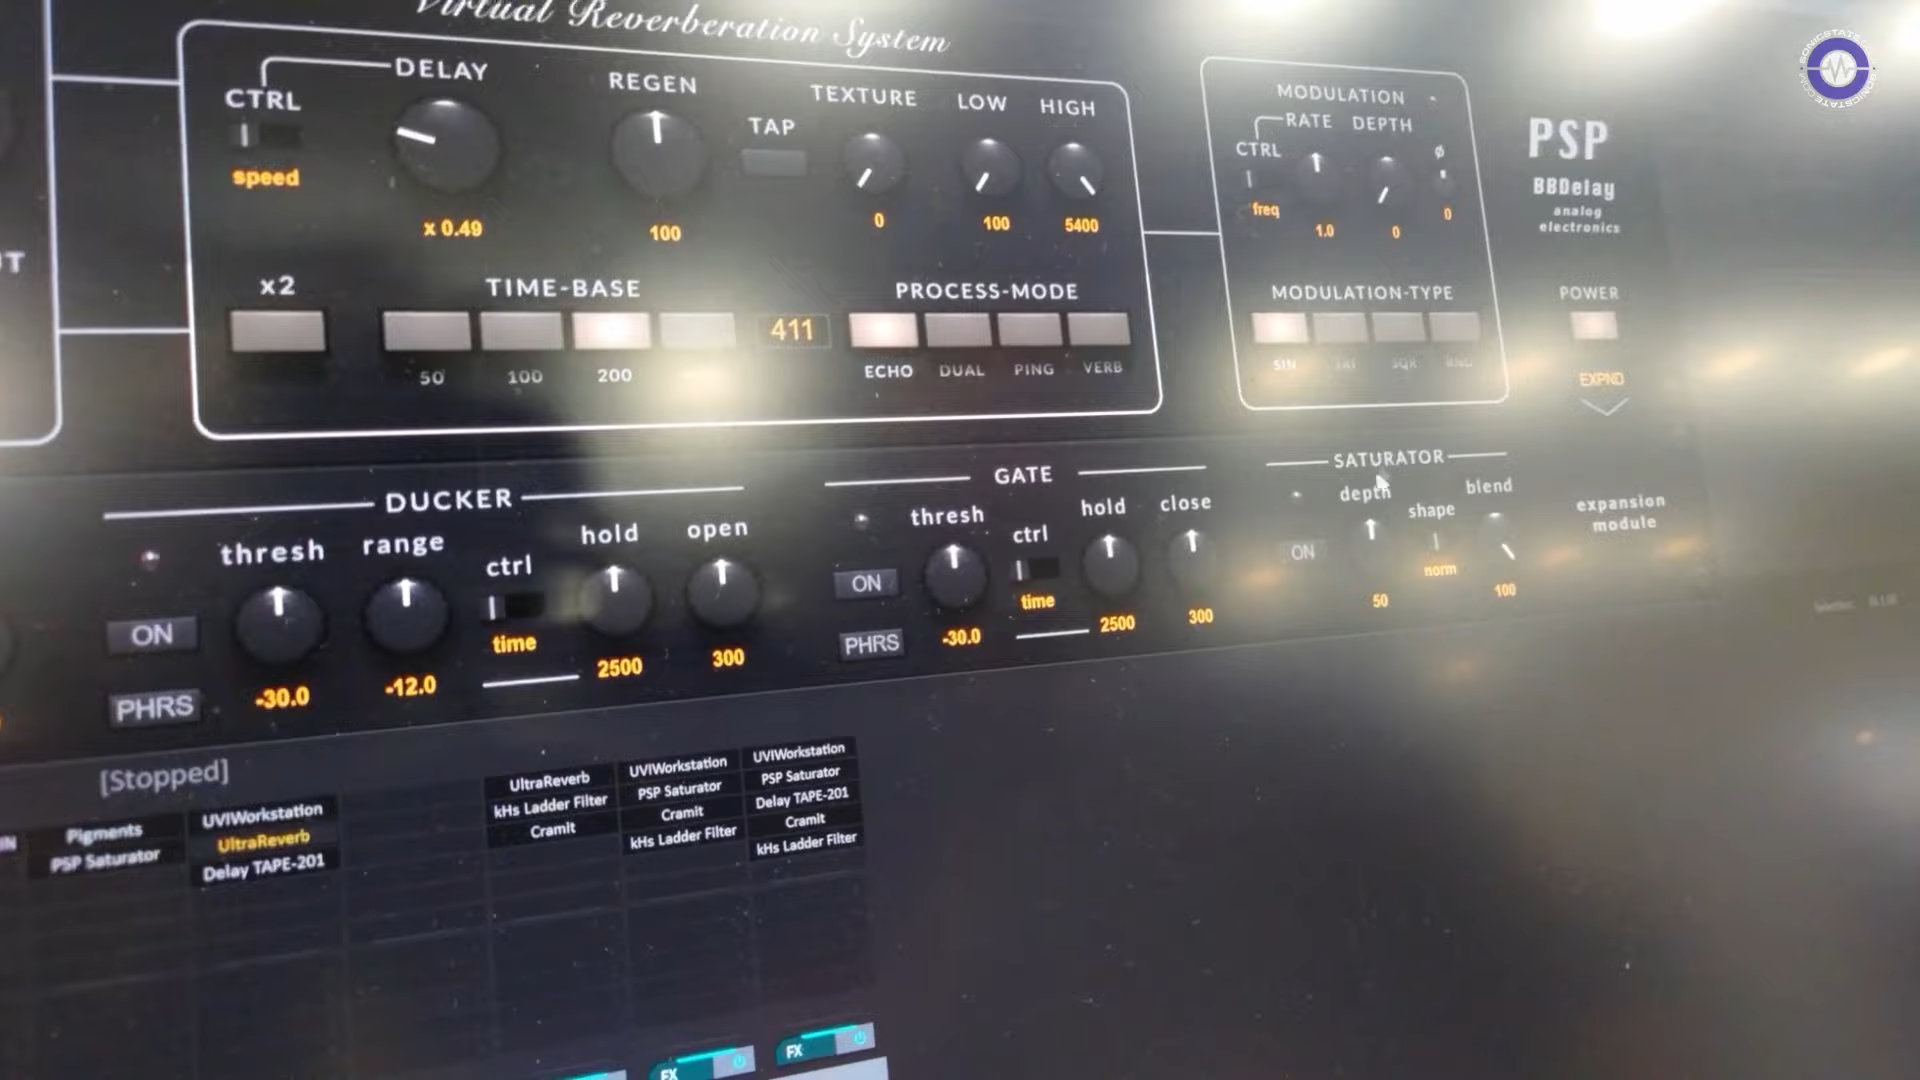 Virtual Reverberation System
SONICSTATE.COM
CTRL
DELAY
REGEN
TAP
TEXTURE
LOW
HIGH
speed
x 0.49
100
0
100
5400
MODULATION
CTRL
RATE
DEPTH
ø
freq
1.0
0
0
PSP
BBDelay
analog
electronics
x2
TIME-BASE
50
100
200
411
PROCESS-MODE
ECHO
DUAL
PING
VERB
MODULATION-TYPE
SIN
SQR
RND
POWER
EXPND
DUCKER
thresh
range
ctrl
hold
open
ON
PHRS
-30.0
-12.0
time
2500
300
GATE
thresh
ctrl
hold
close
ON
PHRS
-30.0
time
2500
300
SATURATOR
depth
shape
blend
ON
50
norm
100
expansion
module
[Stopped]
Pigments
PSP Saturator
UVIWorkstation
UltraReverb
Delay TAPE-201
UltraReverb
kHs Ladder Filter
Cramit
UVIWorkstation
PSP Saturator
Cramit
kHs Ladder Filter
UVIWorkstation
PSP Saturator
Delay TAPE-201
Cramit
kHs Ladder Filter
FX
FX